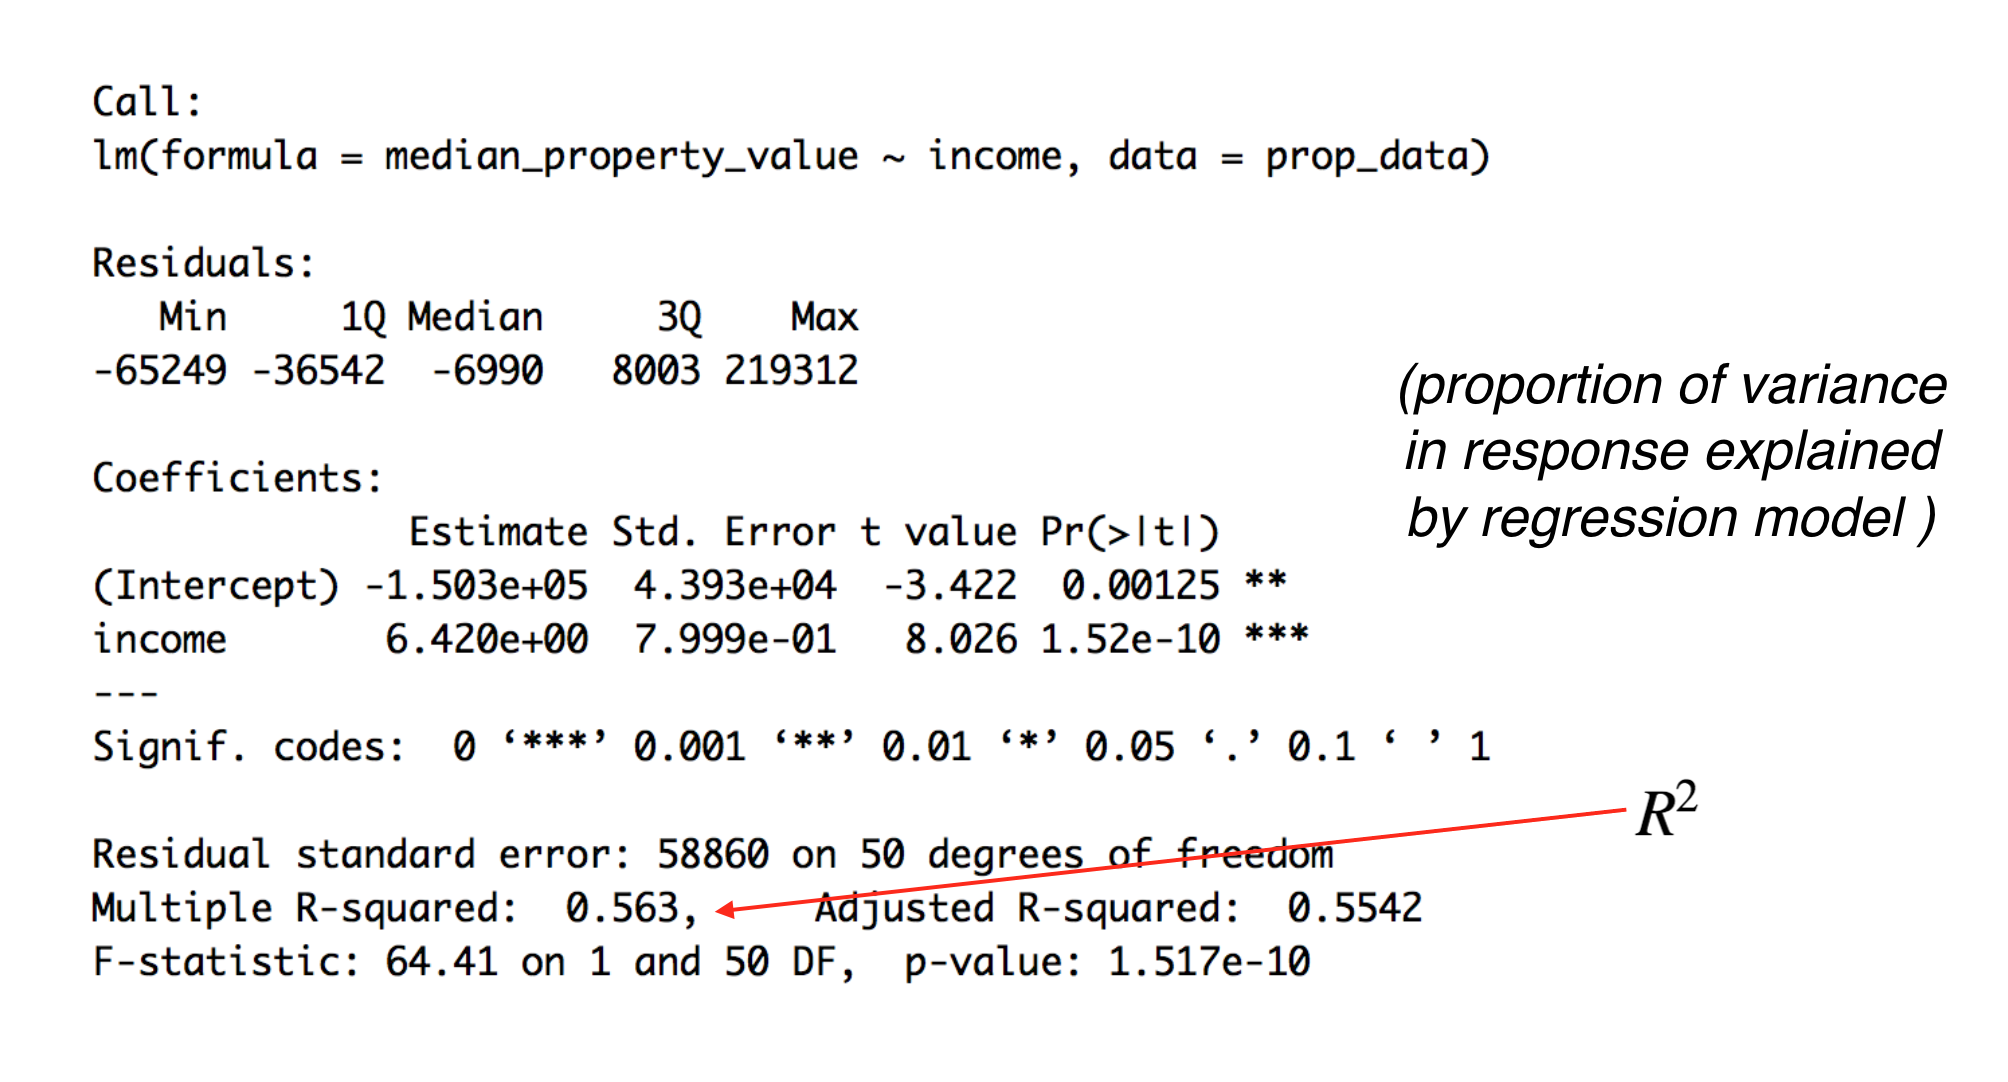 Call:
lm(formula = median_property_value ~ income, data = prop_data)
Residuals:
   Min     1Q Median     3Q    Max
-65249 -36542  -6990   8003 219312
(proportion of variance
in response explained
by regression model )
Coefficients:
              Estimate Std. Error t value Pr(>|t|)
(Intercept) -1.503e+05  4.393e+04  -3.422  0.00125 **
income       6.420e+00  7.999e-01   8.026 1.52e-10 ***
---
Signif. codes:  0 ‘***’ 0.001 ‘**’ 0.01 ‘*’ 0.05 ‘.’ 0.1 ‘ ’ 1
R²
Residual standard error: 58860 on 50 degrees of freedom
Multiple R-squared:  0.563,     Adjusted R-squared:  0.5542
F-statistic: 64.41 on 1 and 50 DF,  p-value: 1.517e-10